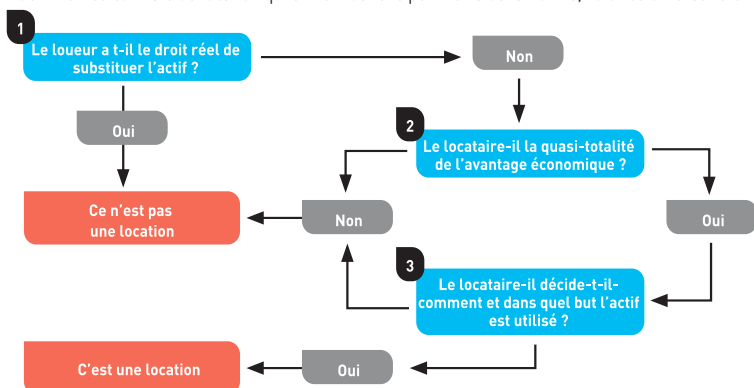 1
Le loueur a t-il le droit réel de
substituer l'actif ?
Non
Oui
2
Le locataire-il la quasi-totalité
de l'avantage économique ?
Ce n'est pas
une location
Non
Oui
3
Le locataire-il décide-t-il-
comment et dans quel but l'actif
est utilisé ?
C'est une location
Oui